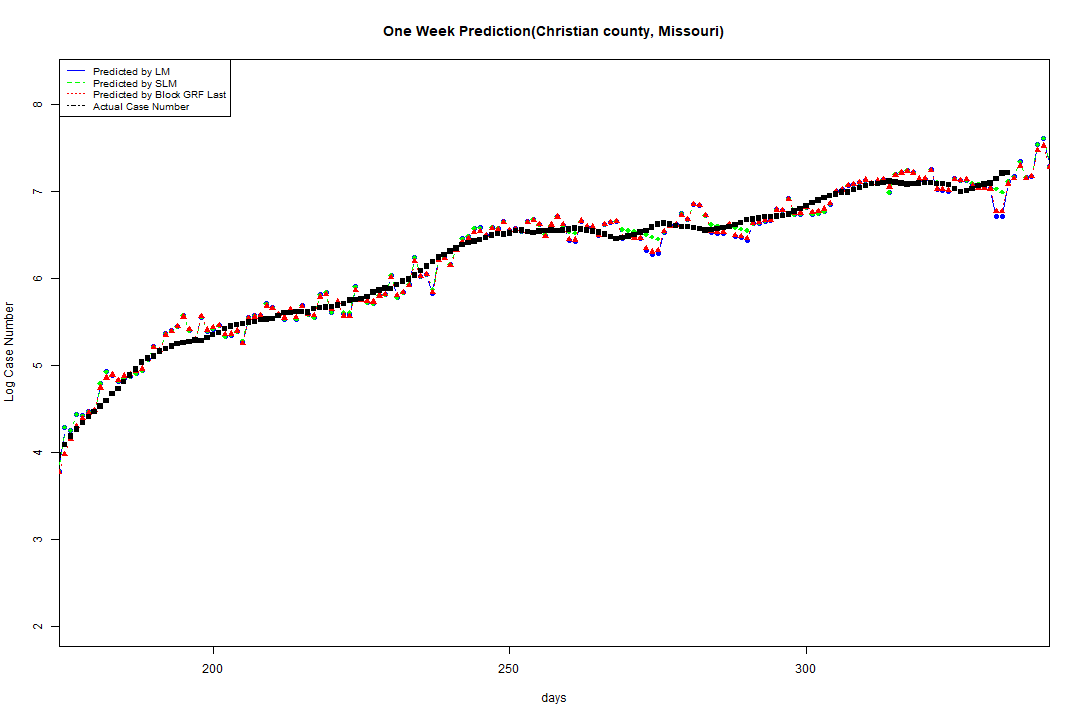 One Week Prediction(Christian county, Missouri)
Predicted by LM
Predicted by SLM
Predicted by Block GRF Last
Actual Case Number
8
7
6
5
4
3
2
Log Case Number
200
250
300
days